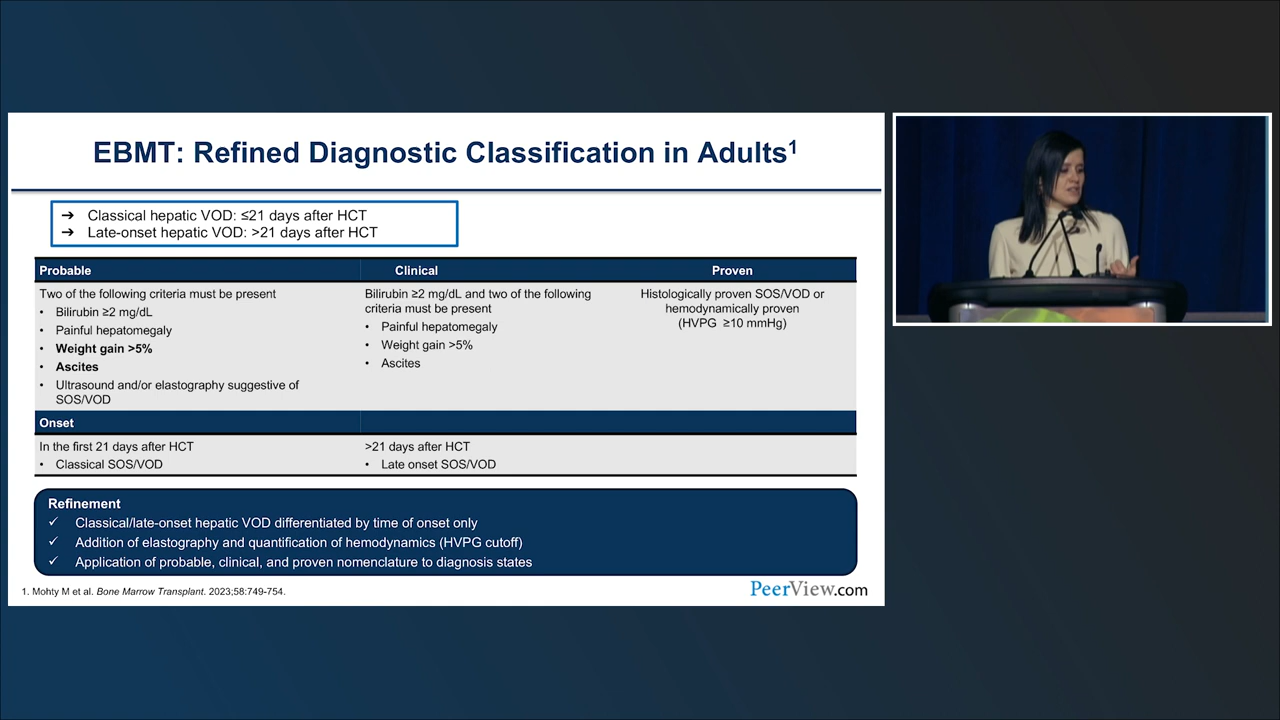 EBMT: Refined Diagnostic Classification in Adults1
➔ Classical hepatic VOD: ≤21 days after HCT
➔ Late-onset hepatic VOD: >21 days after HCT
Probable Clinical Proven
Two of the following criteria must be present
• Bilirubin ≥2 mg/dL
• Painful hepatomegaly
• Weight gain >5%
• Ascites
• Ultrasound and/or elastography suggestive of
SOS/VOD
Bilirubin ≥2 mg/dL and two of the following
criteria must be present
• Painful hepatomegaly
• Weight gain >5%
• Ascites
Histologically proven SOS/VOD or
hemodynamically proven
(HVPG ≥10 mmHg)
Onset
In the first 21 days after HCT
• Classical SOS/VOD
>21 days after HCT
• Late onset SOS/VOD
Refinement
✓ Classical/late-onset hepatic VOD differentiated by time of onset only
✓ Addition of elastography and quantification of hemodynamics (HVPG cutoff)
✓ Application of probable, clinical, and proven nomenclature to diagnosis states
1. Mohty M et al. Bone Marrow Transplant. 2023;58:749-754.
PeerView.com